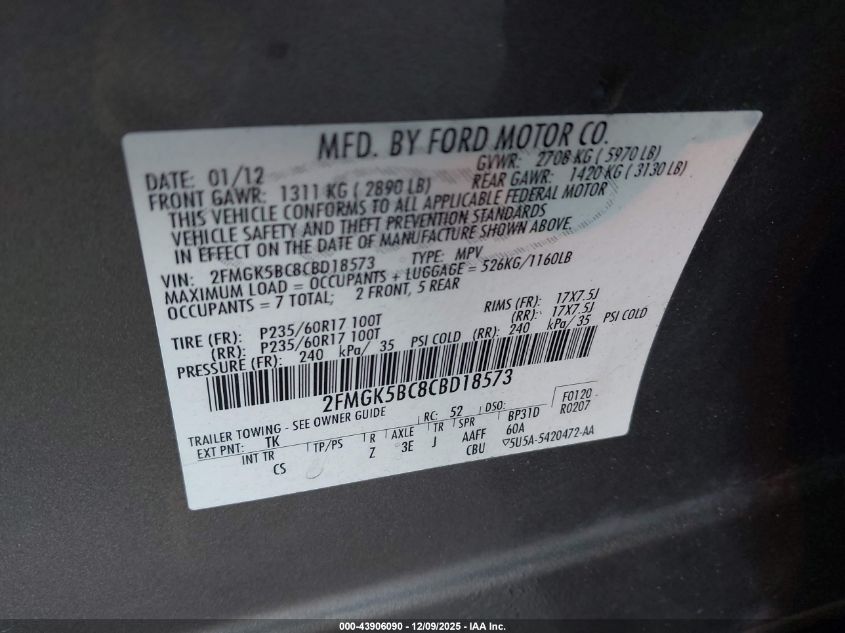 MFD. BY FORD MOTOR CO.
DATE: 01/12 GVWR: 2708 KG ( 5970 LB)
FRONT GAWR: 1311 KG ( 2890 LB) REAR GAWR: 1420 KG ( 3130 LB)
THIS VEHICLE CONFORMS TO ALL APPLICABLE FEDERAL MOTOR
VEHICLE SAFETY AND THEFT PREVENTION STANDARDS
IN EFFECT ON THE DATE OF MANUFACTURE SHOWN ABOVE.
VIN: 2FMGK5BC8CBD18573 TYPE: MPV
MAXIMUM LOAD = OCCUPANTS + LUGGAGE = 526KG/1160LB
OCCUPANTS = 7 TOTAL; 2 FRONT, 5 REAR
TIRE (FR): P235/60R17 100T RIMS (FR): 17X7.5J
(RR): P235/60R17 100T (RR): 17X7.5J
PRESSURE (FR): 240 kPa/ 35 PSI COLD (RR): 240 kPa/ 35 PSI COLD
2FMGK5BC8CBD18573
TRAILER TOWING - SEE OWNER GUIDE RC: 52 DSO: F0120
EXT PNT: TK BP31D R0207
INT TR TP/PS R AXLE TR SPR 60A
CS Z 3E J AAFF
CBU 5U5A-5420472-AA
000-43906090 - 12/09/2025 - IAA Inc.